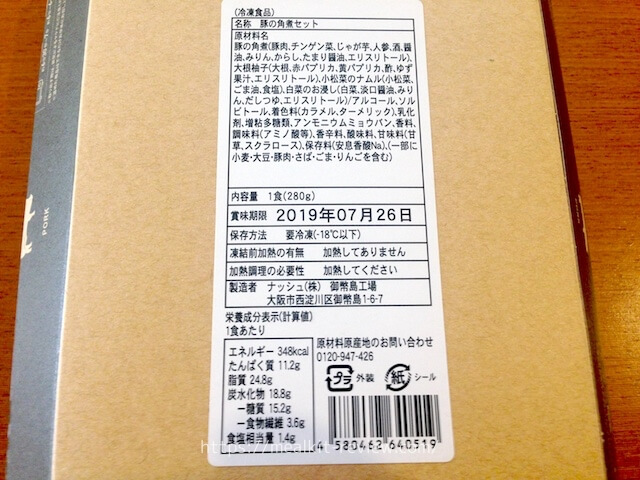 (冷凍食品)
名称 豚の角煮セット
原材料名
豚の角煮(豚肉、チンゲン菜、じゃが芋、人参、酒、醤
油、みりん、からし、たまり醤油、エリスリトール)、
大根柚子(大根、赤パプリカ、黄パプリカ、酢、ゆず
果汁、エリスリトール)、小松菜のナムル(小松菜、
ごま油、食塩)、白菜のお浸し(白菜、淡口醤油、みり
ん、だしつゆ、エリスリトール)/アルコール、ソル
ビトール、着色料(カラメル、ターメリック)、乳化
剤、増粘多糖類、アンモニウムミョウバン、香料、
調味料(アミノ酸等)、香辛料、酸味料、甘味料(甘
草、スクラロース)、保存料(安息香酸Na)、(一部に
小麦・大豆・豚肉・さば・ごま・りんごを含む)
内容量 1食(280g)
賞味期限 2019年07月26日
保存方法 要冷凍(-18℃以下)
凍結前加熱の有無 加熱してありません
加熱調理の必要性 加熱してください
製造者 ナッシュ(株) 御幣島工場
大阪市西淀川区御幣島1-6-7
栄養成分表示(計算値)
1食あたり
エネルギー 348kcal
たんぱく質 11.2g
脂質 24.8g
炭水化物 18.8g
―糖質 15.2g
―食物繊維 3.6g
食塩相当量 1.4g
原材料原産地のお問い合わせ
0120-947-426
プラ 外装 紙 シール
4 580462 640519
PORK